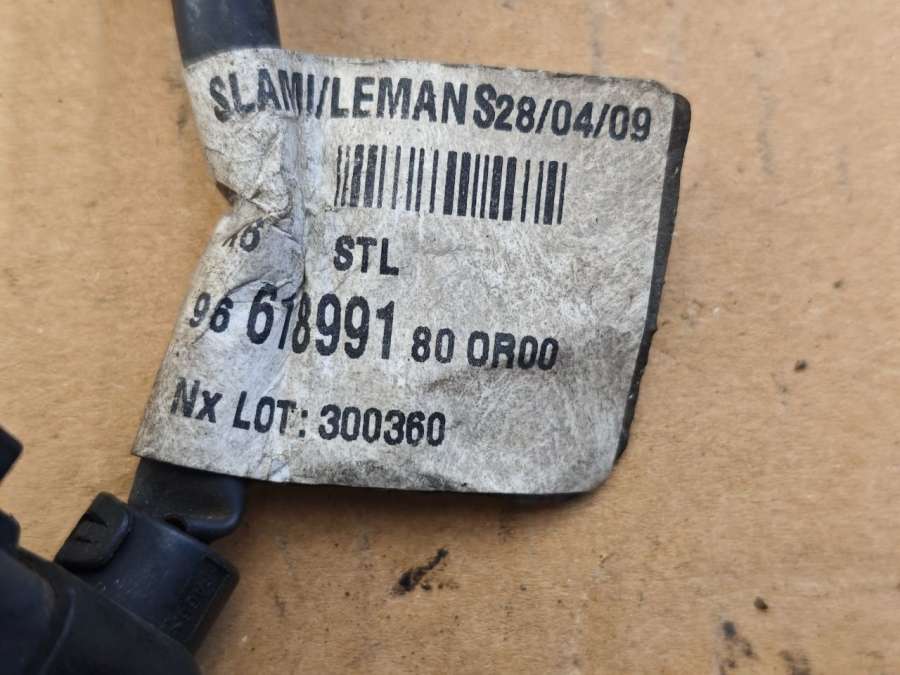 SLAMI/LEMANS28/04/09
STL
96 618991 80 0R00
Nx LOT: 300360